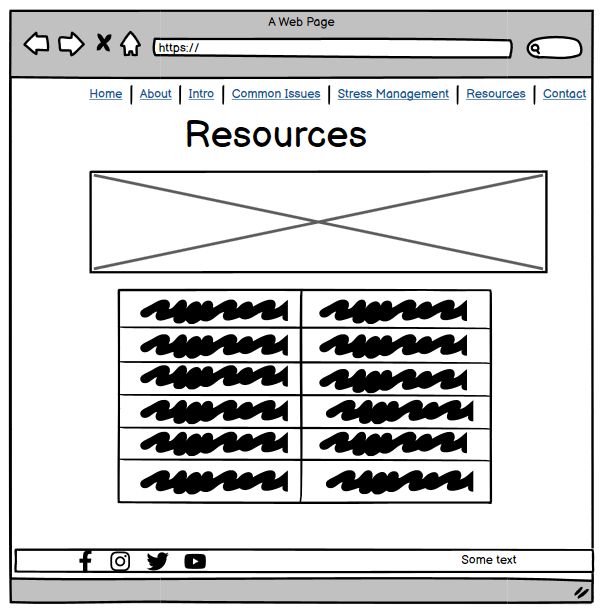 A Web Page
https://
Home | About | Intro | Common Issues | Stress Management | Resources | Contact
Resources
Some text